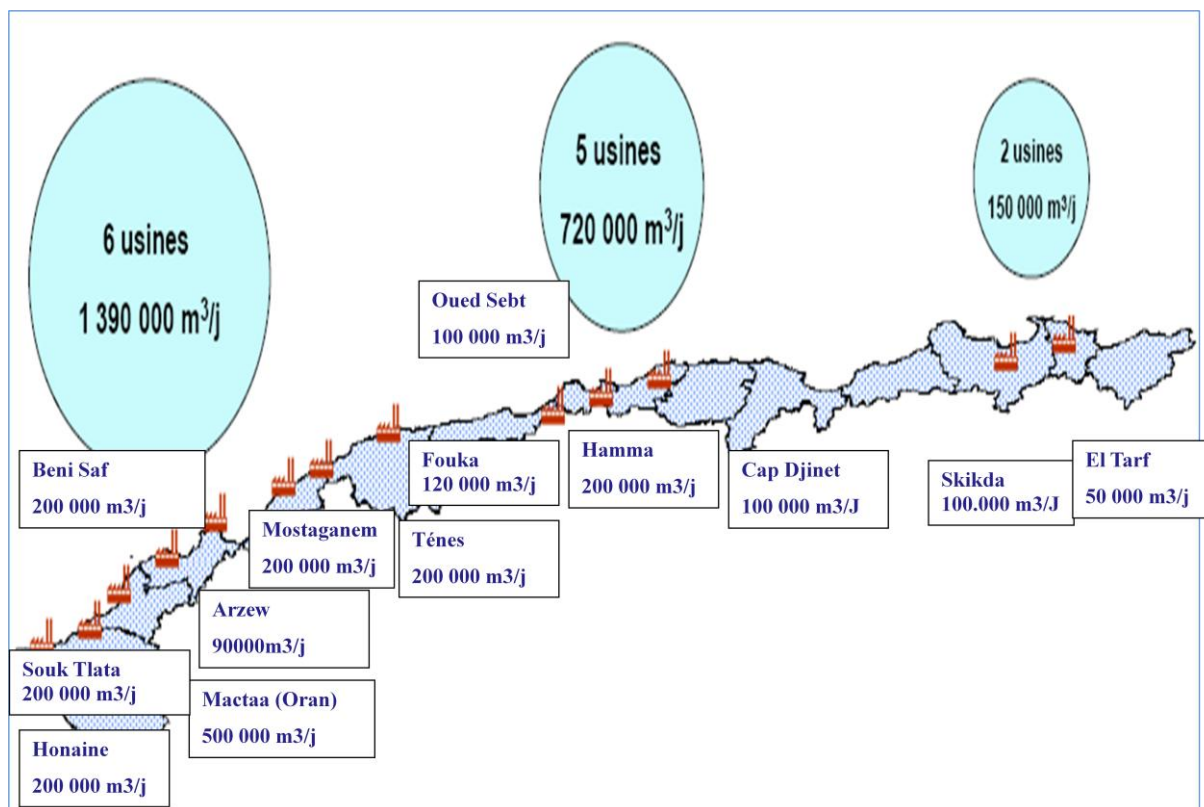 6 usines
1 390 000 m³/j
5 usines
720 000 m³/j
2 usines
150 000 m³/j
Oued Sebt
100 000 m3/j
Beni Saf
200 000 m3/j
Fouka
120 000 m3/j
Hamma
200 000 m3/j
Cap Djinet
100 000 m3/J
Skikda
100.000 m3/J
El Tarf
50 000 m3/j
Mostaganem
200 000 m3/j
Ténes
200 000 m3/j
Arzew
90000m3/j
Souk Tlata
200 000 m3/j
Mactaa (Oran)
500 000 m3/j
Honaine
200 000 m3/j